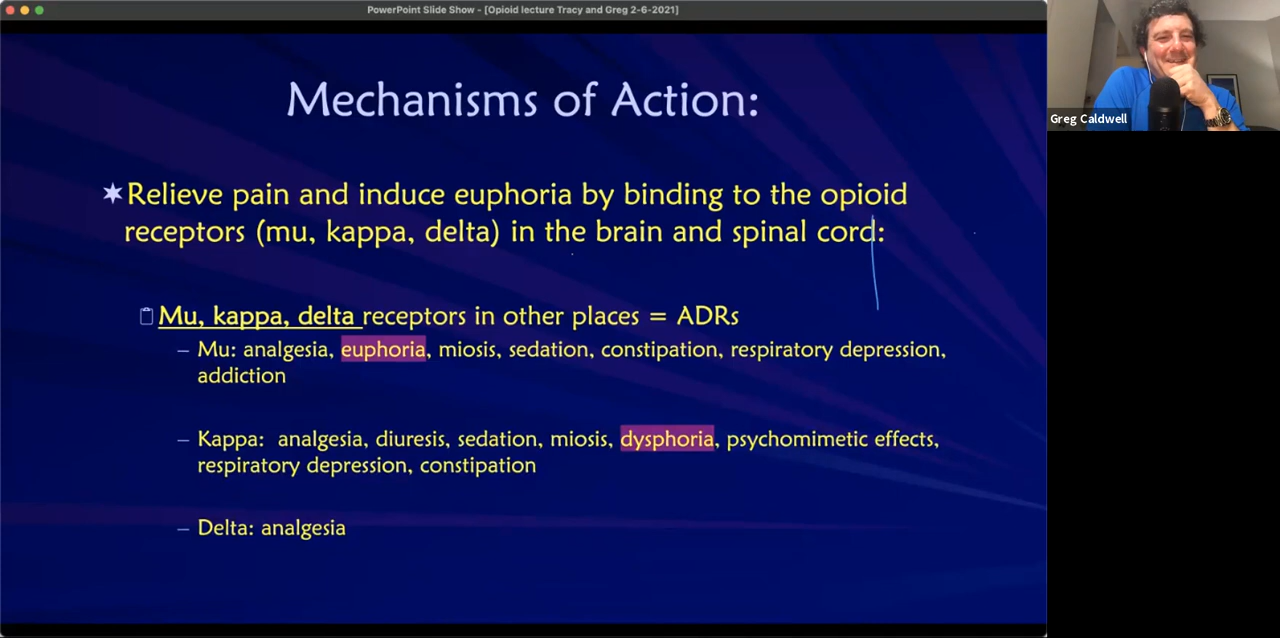 PowerPoint Slide Show - [Opioid lecture Tracy and Greg 2-6-2021]
Greg Caldwell
Mechanisms of Action:
Relieve pain and induce euphoria by binding to the opioid
receptors (mu, kappa, delta) in the brain and spinal cord:
Mu, kappa, delta receptors in other places = ADRs
– Mu: analgesia, euphoria, miosis, sedation, constipation, respiratory depression,
addiction
– Kappa: analgesia, diuresis, sedation, miosis, dysphoria, psychomimetic effects,
respiratory depression, constipation
– Delta: analgesia